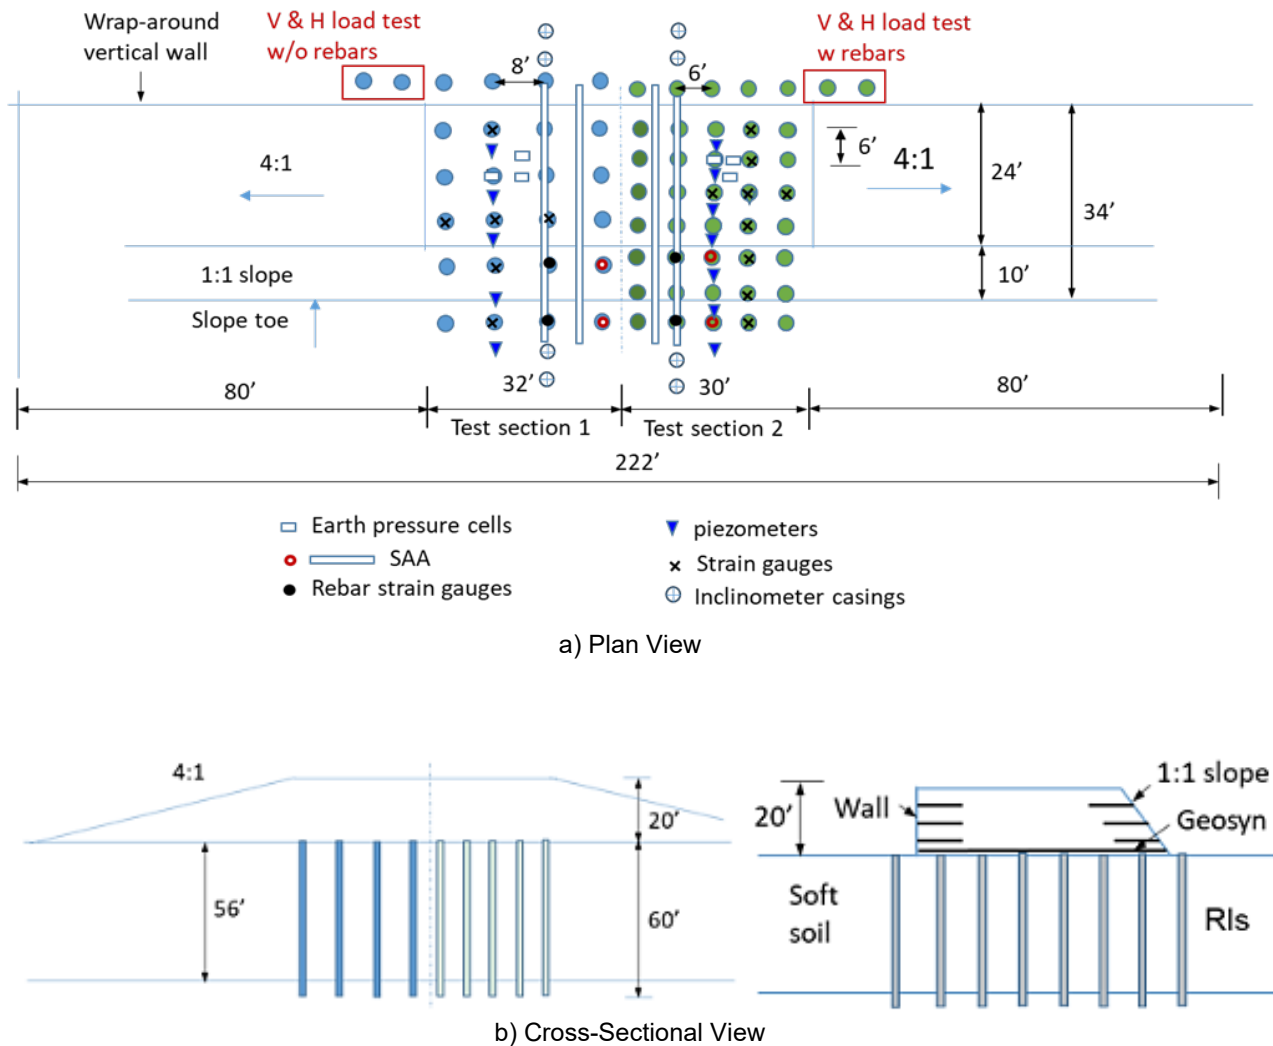 Wrap-around
vertical wall
V & H load test
w/o rebars
V & H load test
w rebars
8’
6’
6’
4:1
4:1
24’
34’
10’
1:1 slope
Slope toe
80’
32’
30’
80’
Test section 1
Test section 2
222’
Earth pressure cells
SAA
Rebar strain gauges
piezometers
Strain gauges
Inclinometer casings
a) Plan View
4:1
20’
56’
60’
20’
Wall
1:1 slope
Geosyn
Soft
soil
RIs
b) Cross-Sectional View